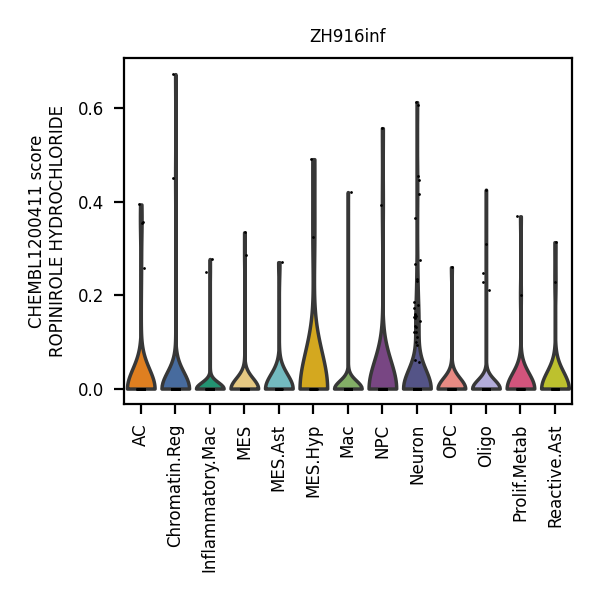 ZH916inf
CHEMBL1200411 score
ROPINIROLE HYDROCHLORIDE
0.6
0.4
0.2
0.0
AC
Chromatin.Reg
Inflammatory.Mac
MES
MES.Ast
MES.Hyp
Mac
NPC
Neuron
OPC
Oligo
Prolif.Metab
Reactive.Ast